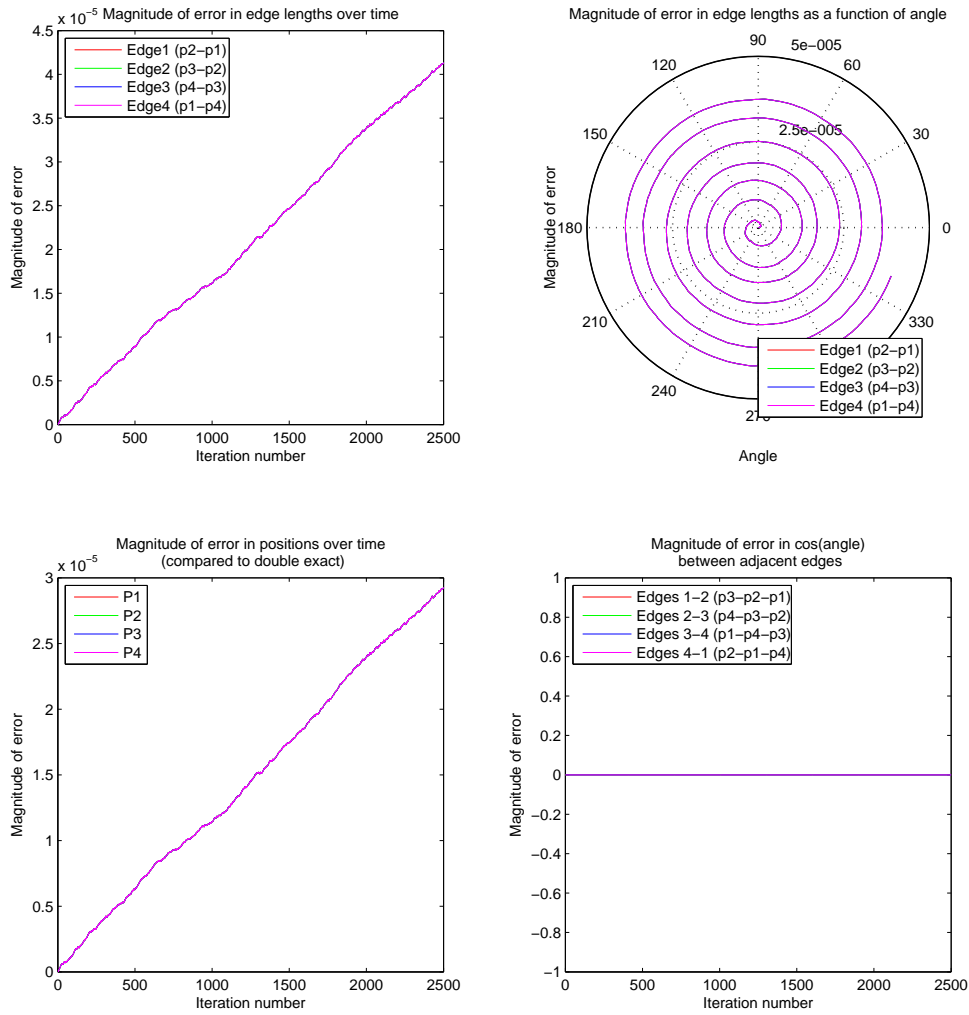 Magnitude of error in edge lengths over time
x 10⁻⁵
4.5
4
3.5
3
2.5
2
1.5
1
0.5
0
Magnitude of error
Edge1 (p2−p1)
Edge2 (p3−p2)
Edge3 (p4−p3)
Edge4 (p1−p4)
0 500 1000 1500 2000 2500
Iteration number
Magnitude of error in edge lengths as a function of angle
Magnitude of error
90
5e−005
120
60
2.5e−005
150
30
180
0
210
330
240
270
Edge1 (p2−p1)
Edge2 (p3−p2)
Edge3 (p4−p3)
Edge4 (p1−p4)
Angle
Magnitude of error in positions over time
(compared to double exact)
x 10⁻⁵
3
2.5
2
1.5
1
0.5
0
Magnitude of error
P1
P2
P3
P4
0 500 1000 1500 2000 2500
Iteration number
Magnitude of error in cos(angle)
between adjacent edges
1
0.8
0.6
0.4
0.2
0
−0.2
−0.4
−0.6
−0.8
−1
Magnitude of error
Edges 1−2 (p3−p2−p1)
Edges 2−3 (p4−p3−p2)
Edges 3−4 (p1−p4−p3)
Edges 4−1 (p2−p1−p4)
0 500 1000 1500 2000 2500
Iteration number